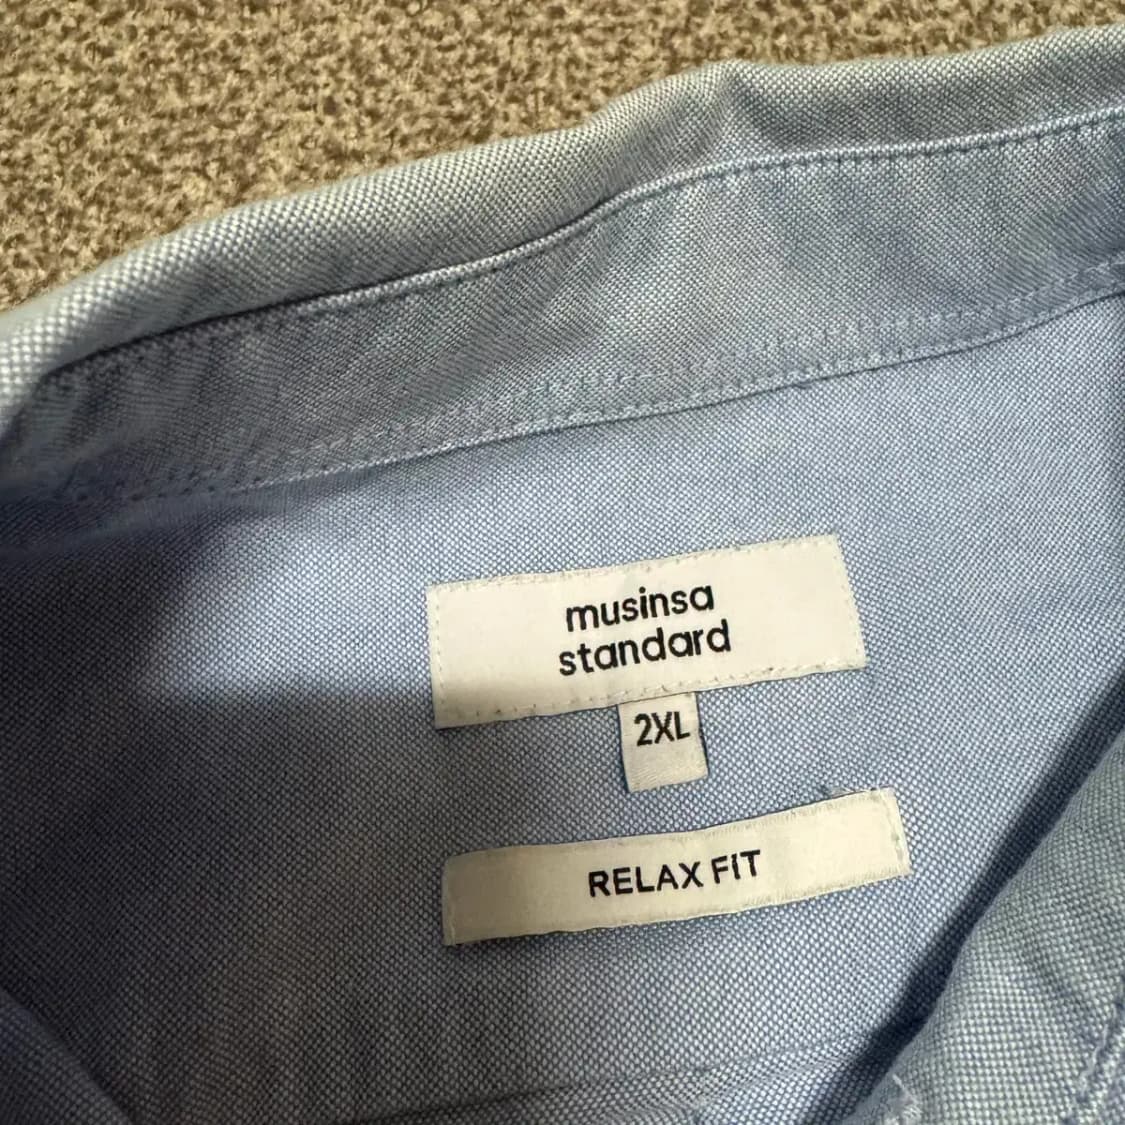 musinsa
standard
2XL
RELAX FIT